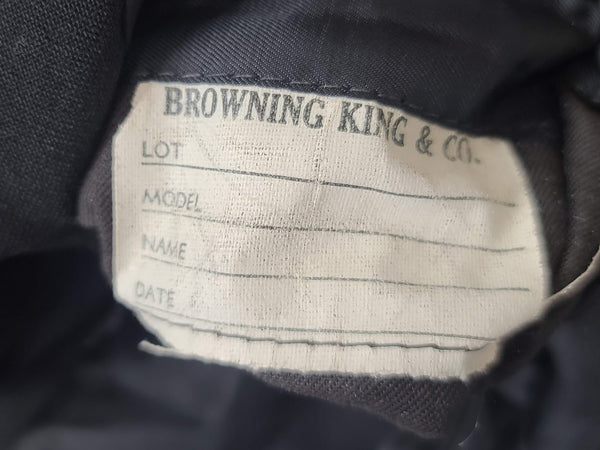 BROWNING KING & CO.
LOT
MODEL
NAME
DATE